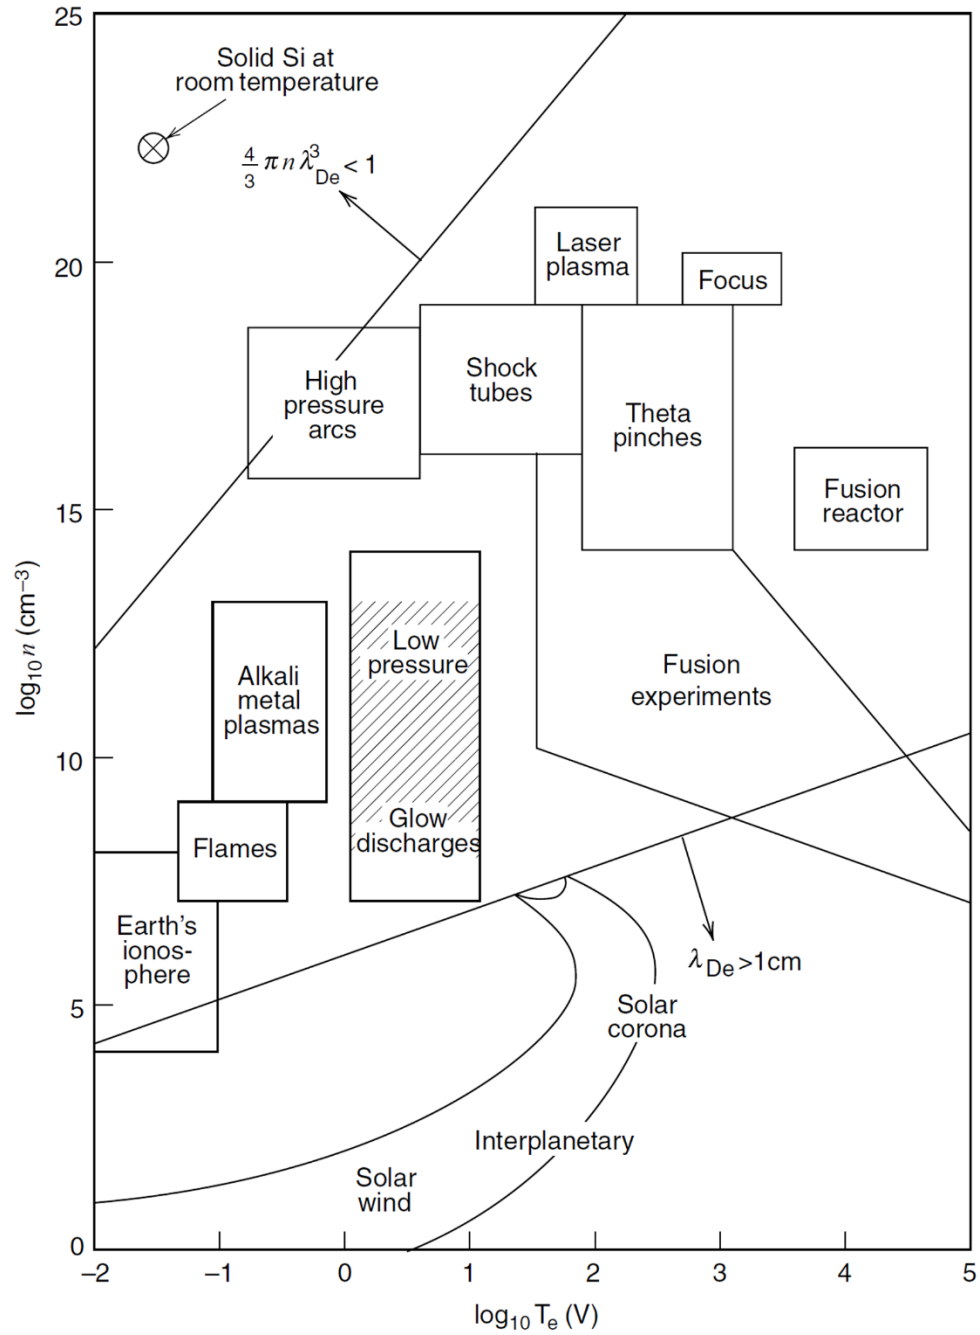 25
Solid Si at
room temperature
4/3 π n λ³De < 1
20
Laser
plasma
Focus
High
pressure
arcs
Shock
tubes
Theta
pinches
Fusion
reactor
15
log10 n (cm−3)
Low
pressure
Alkali
metal
plasmas
Fusion
experiments
10
Glow
discharges
Flames
Earth's
ionos-
phere
λDe >1cm
5
Solar
corona
Interplanetary
Solar
wind
0
−2 −1 0 1 2 3 4 5
log10 Te (V)